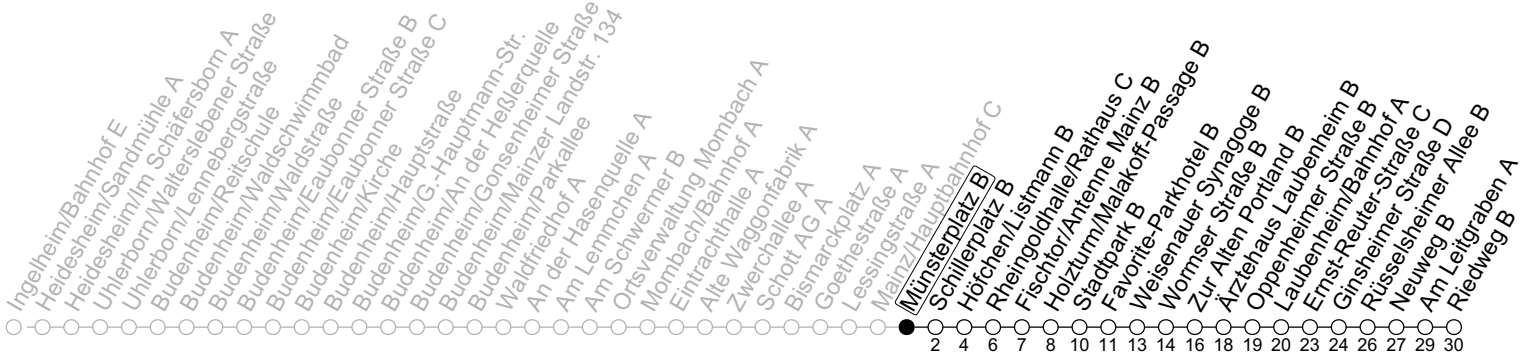 Ingelheim/Bahnhof E
Heidesheim/Sandmühle A
Heidesheim/Im Schäfersborn A
Uhlerborn/Walterslebener Straße
Uhlerborn/Lennebergstraße
Budenheim/Reitschule
Budenheim/Waldschwimmbad
Budenheim/Waldstraße
Budenheim/Eaubonner Straße B
Budenheim/Eaubonner Straße C
Budenheim/Kirche
Budenheim/Hauptstraße
Budenheim/G.-Hauptmann-Str.
Budenheim/An der Heßlerquelle
Budenheim/Gonsenheimer Straße
Budenheim/Mainzer Landstr. 134
Budenheim/Parkallee
Waldfriedhof A
An der Hasenquelle A
Am Lemmchen A
Am Schwermer B
Ortsverwaltung Mombach A
Mombach/Bahnhof A
Eintrachthalle A
Alte Waggonfabrik A
Zwerchallee A
Schott AG A
Bismarckplatz A
Goethestraße A
Lessingstraße A
Mainz/Hauptbahnhof C
Münsterplatz B
Schillerplatz B
Höfchen/Listmann B
Rheingoldhalle/Rathaus C
Fischtor/Antenne Mainz B
Holzturm/Malakoff-Passage B
Stadtpark B
Favorite-Parkhotel B
Weisenauer Synagoge B
Wormser Straße B
Zur Alten Portland B
Ärztehaus Laubenheim B
Oppenheimer Straße B
Laubenheim/Bahnhof A
Ernst-Reuter-Straße C
Ginsheimer Straße D
Rüsselsheimer Allee B
Neuweg B
Am Leitgraben A
Riedweg B
2 4 6 7 8 10 11 13 14 16 18 19 20 23 24 26 27 29 30